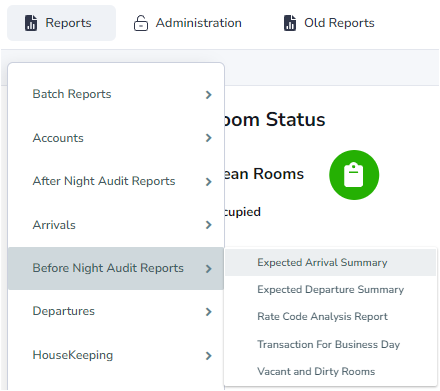 Reports
Administration
Old Reports
Batch Reports
Accounts
After Night Audit Reports
Arrivals
Before Night Audit Reports
Departures
HouseKeeping
oom Status
ean Rooms
cupied
Expected Arrival Summary
Expected Departure Summary
Rate Code Analysis Report
Transaction For Business Day
Vacant and Dirty Rooms